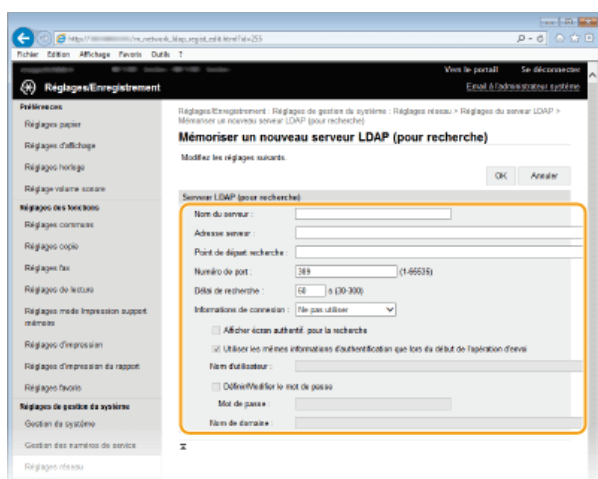 Fichier Edition Affichage Favoris Outils ?
Vers le portail Se déconnecter
Réglages/Enregistrement
Email à l'administrateur système
Préférences
Réglages papier
Réglages d'affichage
Réglages horloge
Réglage volume sonore
Réglages des fonctions
Réglages communs
Réglages copie
Réglages fax
Réglages de lecture
Réglages mode Impression support
mémoire
Réglages d'impression
Réglages d'impression du rapport
Réglages favoris
Réglages de gestion du système
Gestion du système
Gestion des numéros de service
Réglages réseau
Réglages/Enregistrement : Réglages de gestion du système : Réglages réseau > Réglages du serveur LDAP >
Mémoriser un nouveau serveur LDAP (pour recherche)
Mémoriser un nouveau serveur LDAP (pour recherche)
Modifiez les réglages suivants.
OK Annuler
Serveur LDAP (pour recherche)
Nom du serveur :
Adresse serveur :
Point de départ recherche :
Numéro de port : 389 (1-65535)
Délai de recherche : 60 s (30-300)
Informations de connexion : Ne pas utiliser
Afficher écran authentif. pour la recherche
Utiliser les mêmes informations d'authentification que lors du début de l'opération d'envoi
Nom d'utilisateur :
Définir/Modifier le mot de passe
Mot de passe :
Nom de domaine :